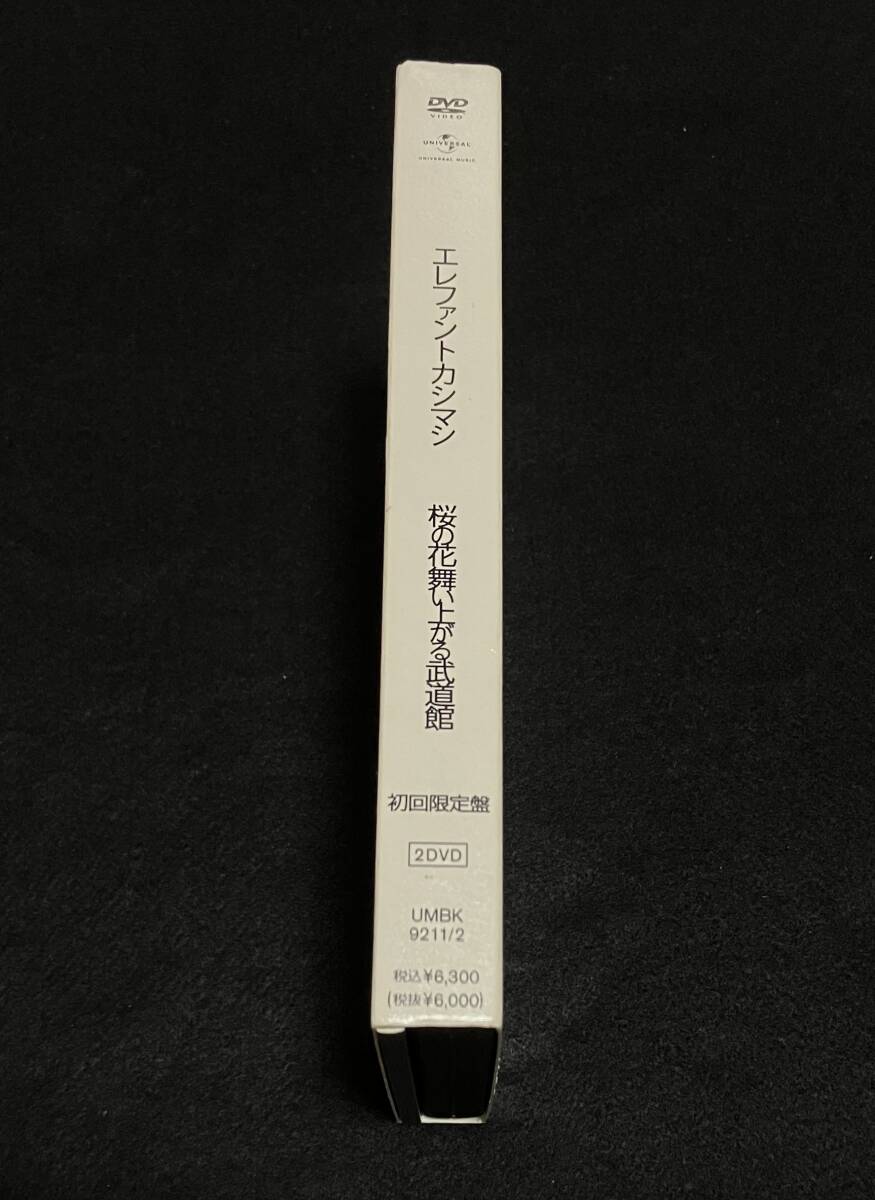 DVD
VIDEO
UNIVERSAL
UNIVERSAL MUSIC
エレファントカシマシ
桜の花舞い上がる武道館
初回限定盤
2DVD
UMBK
9211/2
税込¥6,300
(税抜¥6,000)